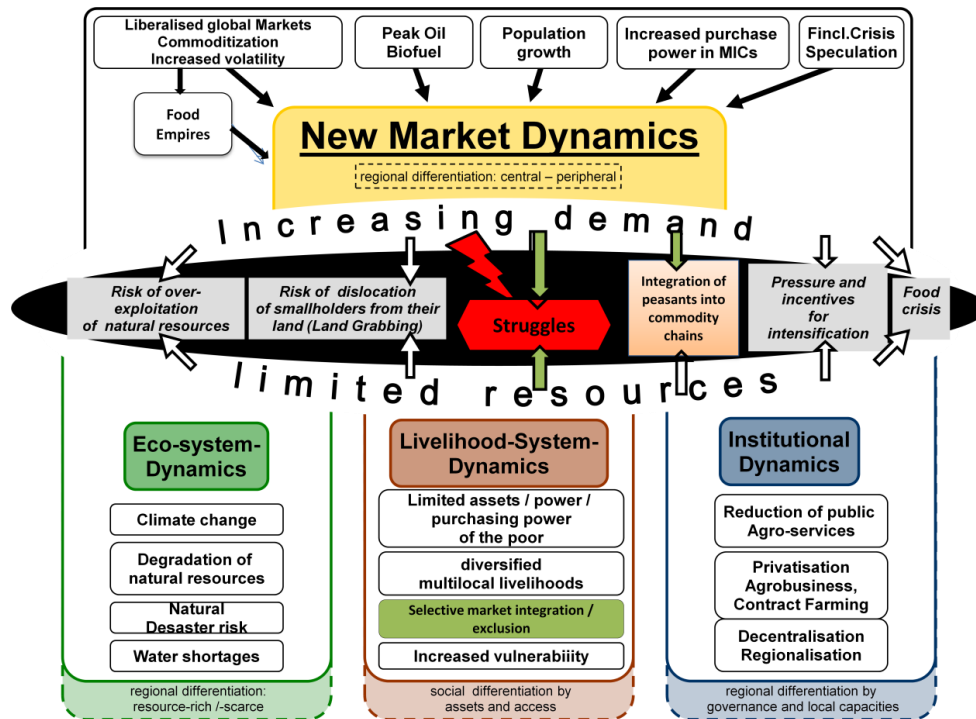 Liberalised global Markets
Commoditization
Increased volatility
Peak Oil
Biofuel
Population
growth
Increased purchase
power in MICs
Fincl.Crisis
Speculation
Food
Empires
New Market Dynamics
regional differentiation: central – peripheral
Increasing demand
Risk of over-
exploitation
of natural resources
Risk of dislocation
of smallholders from their
land (Land Grabbing)
Struggles
Integration of
peasants into
commodity
chains
Pressure and
incentives
for
intensification
Food
crisis
limited resources
Eco-system-
Dynamics
Climate change
Degradation of
natural resources
Natural
Desaster risk
Water shortages
regional differentiation:
resource-rich /-scarce
Livelihood-System-
Dynamics
Limited assets / power /
purchasing power
of the poor
diversified
multilocal livelihoods
Selective market integration /
exclusion
Increased vulnerabiiity
social differentiation by
assets and access
Institutional
Dynamics
Reduction of public
Agro-services
Privatisation
Agrobusiness,
Contract Farming
Decentralisation
Regionalisation
regional differentiation by
governance and local capacities